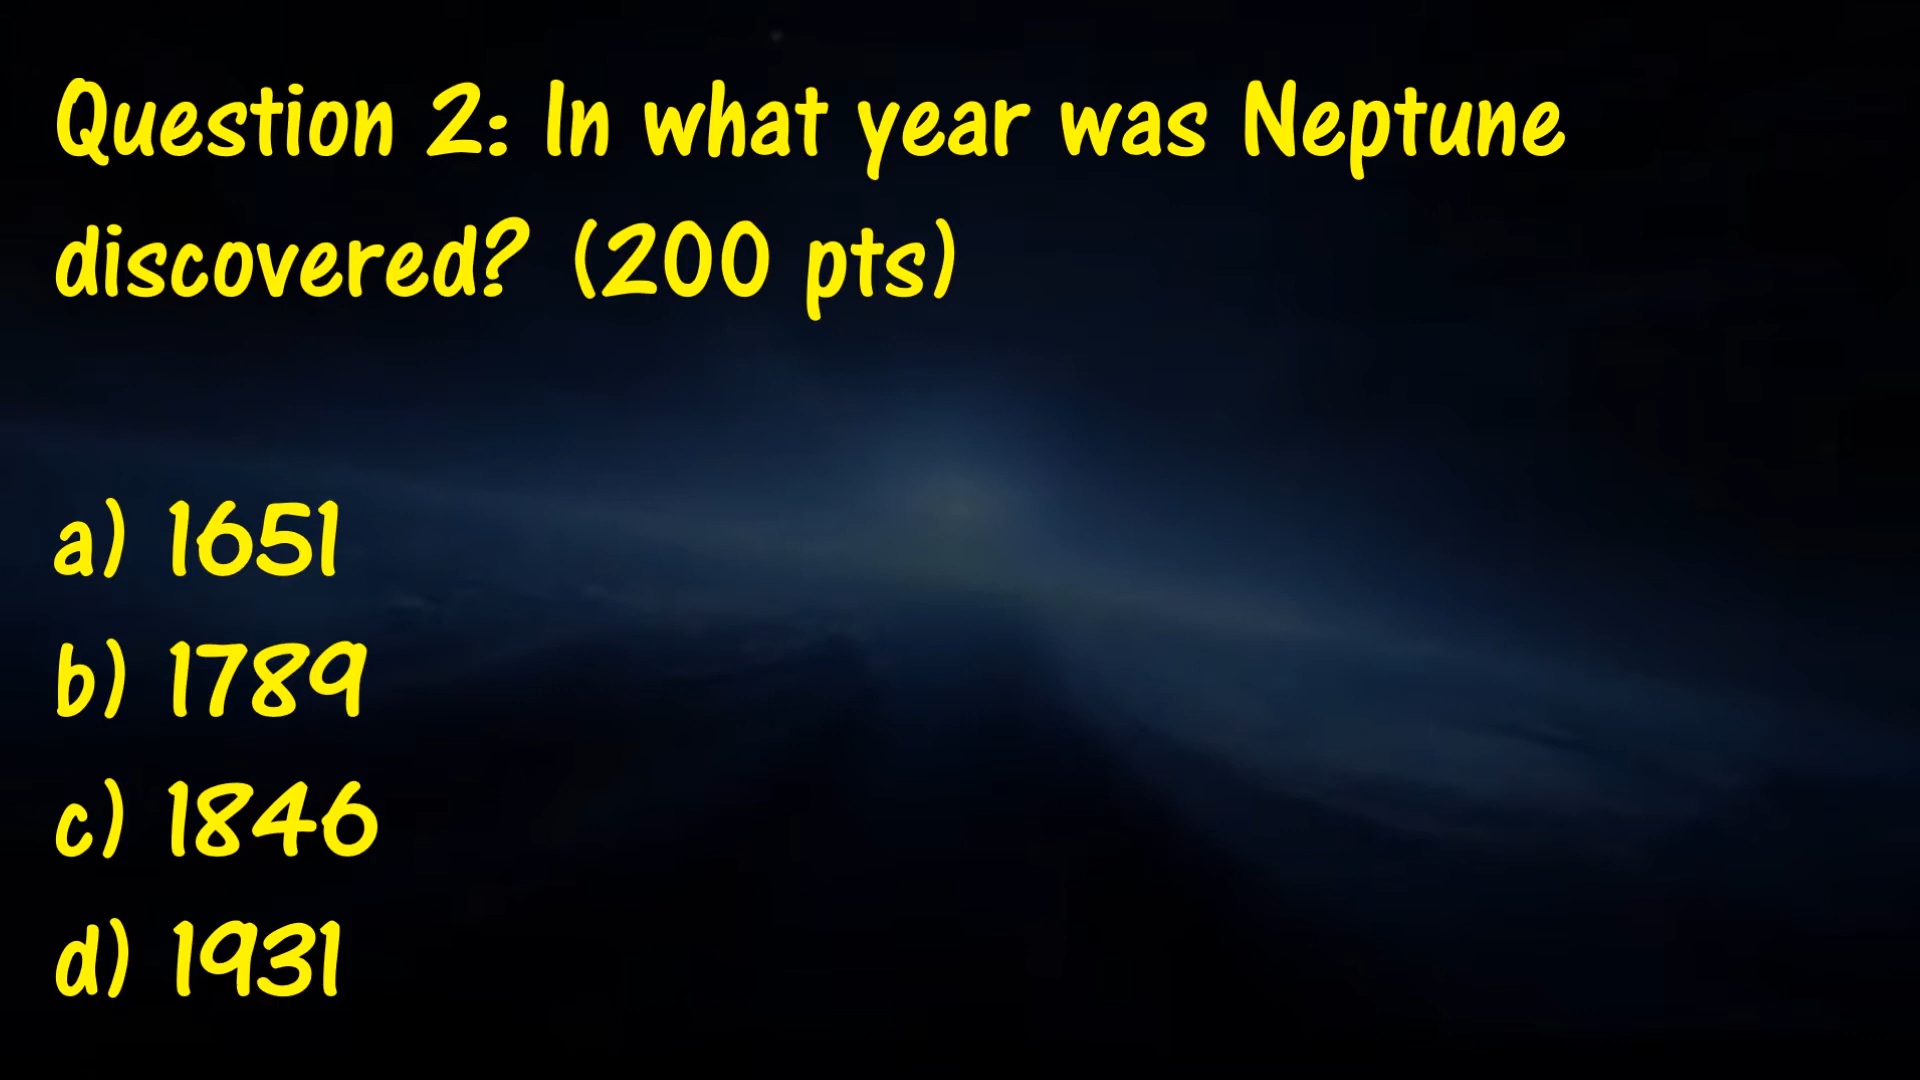 Question 2: In what year was Neptune
discovered? (200 pts)
a) 1651
b) 1789
c) 1846
d) 1931